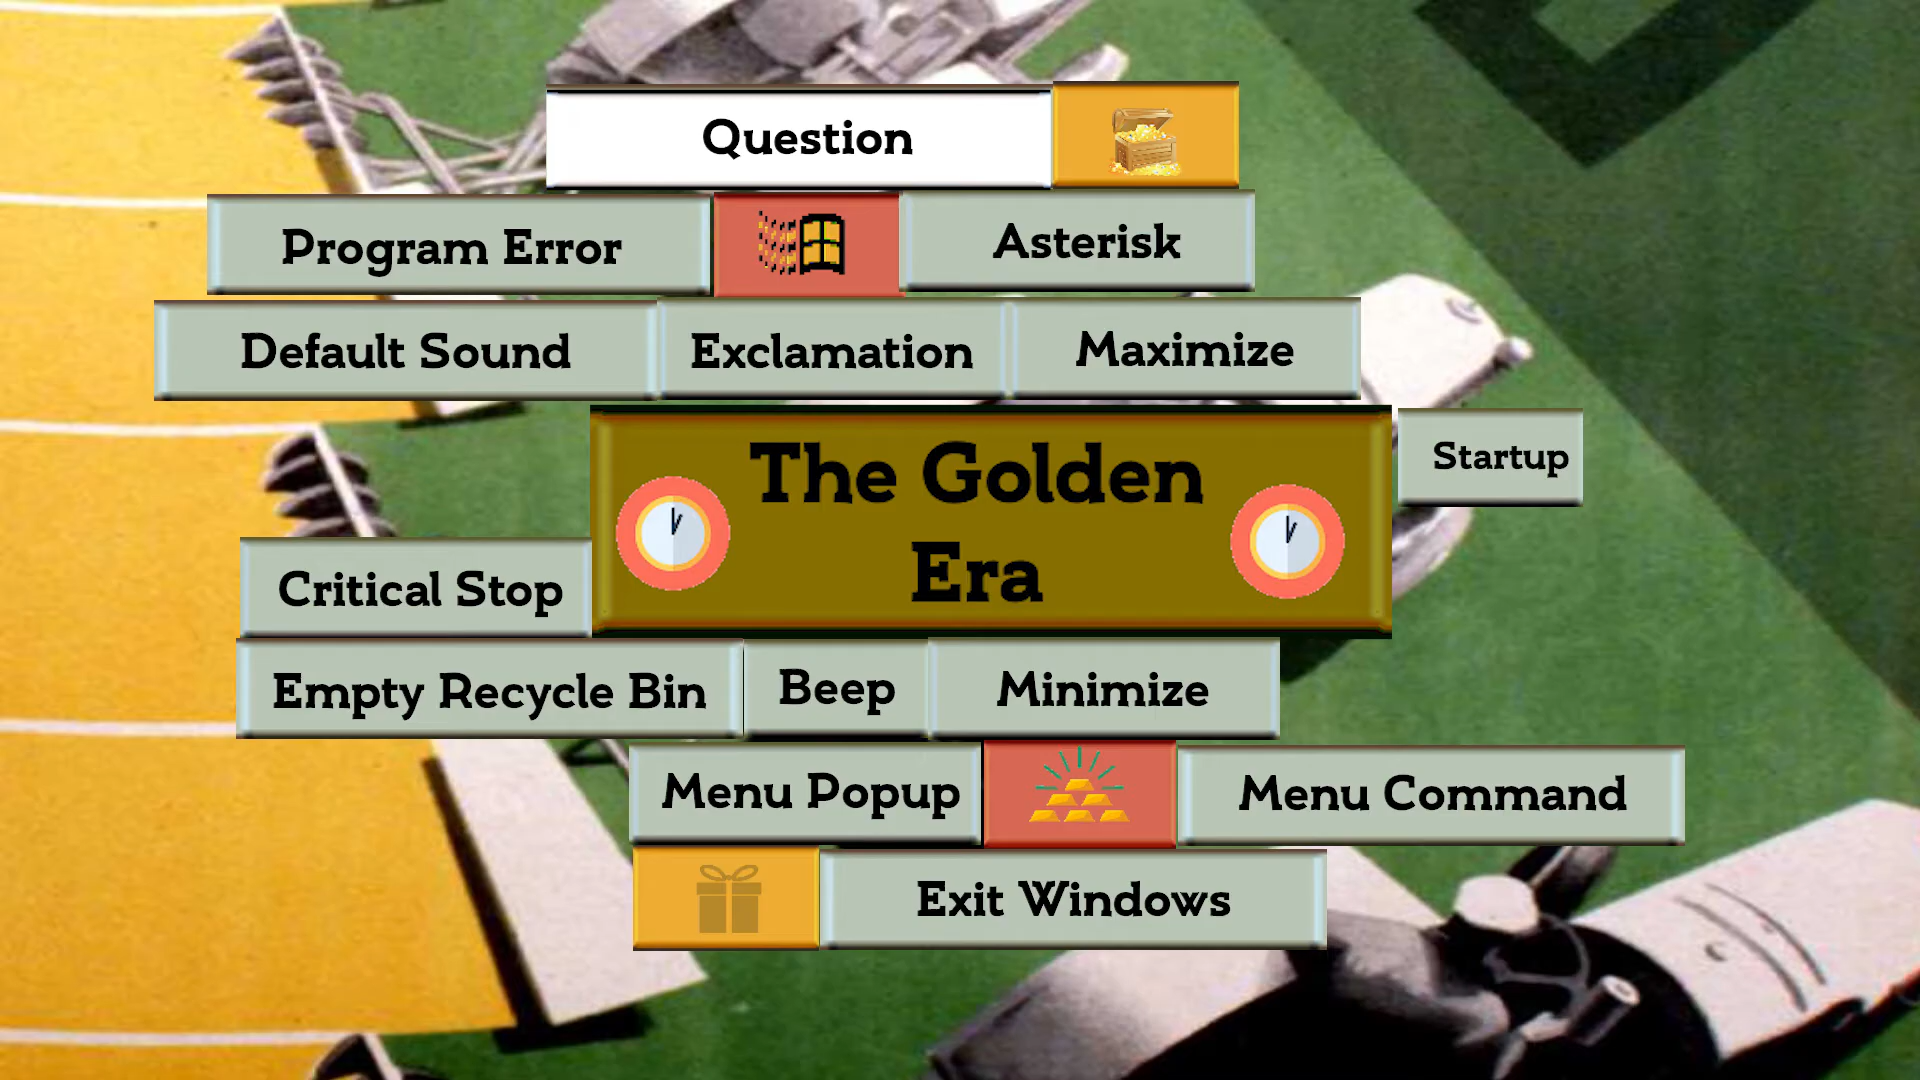 Question
Program Error
Asterisk
Default Sound
Exclamation
Maximize
The Golden
Era
Startup
Critical Stop
Empty Recycle Bin
Beep
Minimize
Menu Popup
Menu Command
Exit Windows